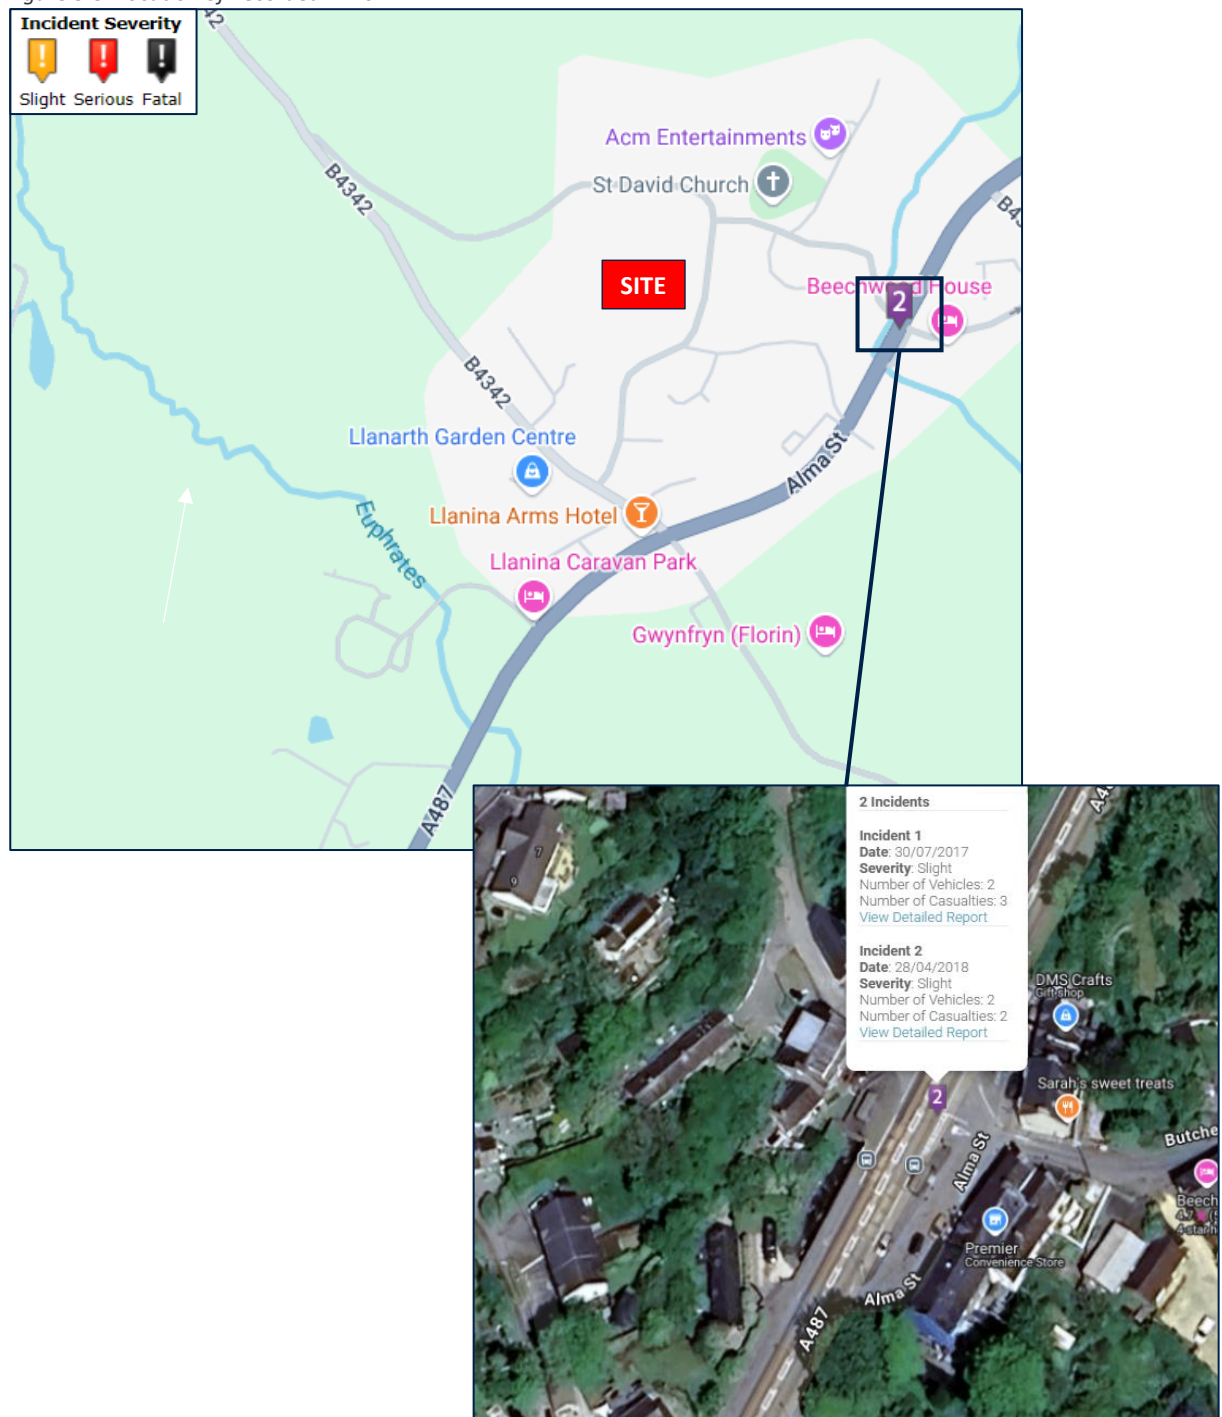 Incident Severity
Slight Serious Fatal
B4342
Acm Entertainments
St David Church
SITE
Beechwood House
2
B4342
Llanarth Garden Centre
Alma St
Llanina Arms Hotel
Euphrates
Llanina Caravan Park
Gwynfryn (Florin)
A487
2 Incidents
Incident 1
Date: 30/07/2017
Severity: Slight
Number of Vehicles: 2
Number of Casualties: 3
View Detailed Report
Incident 2
Date: 28/04/2018
Severity: Slight
Number of Vehicles: 2
Number of Casualties: 2
View Detailed Report
7
9
DMS Crafts
Gift shop
2
Sarah's sweet treats
Butche
Alma St
Beech
Premier
Convenience Store
Alma St
A487